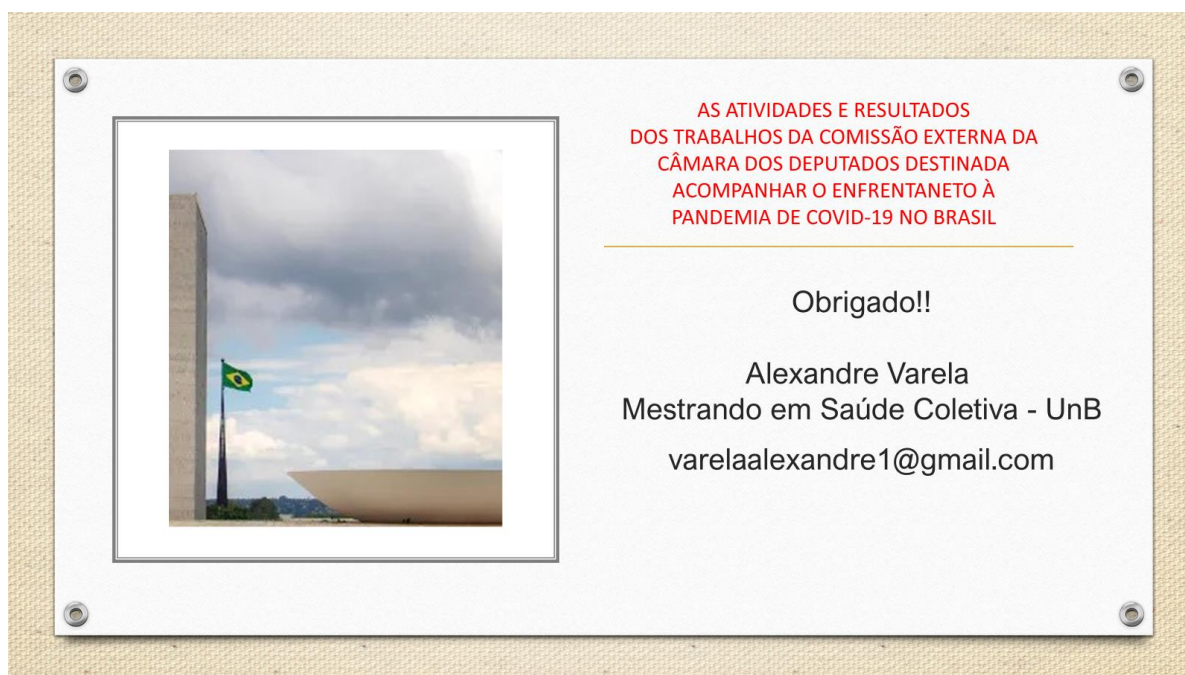 AS ATIVIDADES E RESULTADOS
DOS TRABALHOS DA COMISSÃO EXTERNA DA
CÂMARA DOS DEPUTADOS DESTINADA
ACOMPANHAR O ENFRENTANETO À
PANDEMIA DE COVID-19 NO BRASIL
Obrigado!!
Alexandre Varela
Mestrando em Saúde Coletiva - UnB
varelaalexandre1@gmail.com